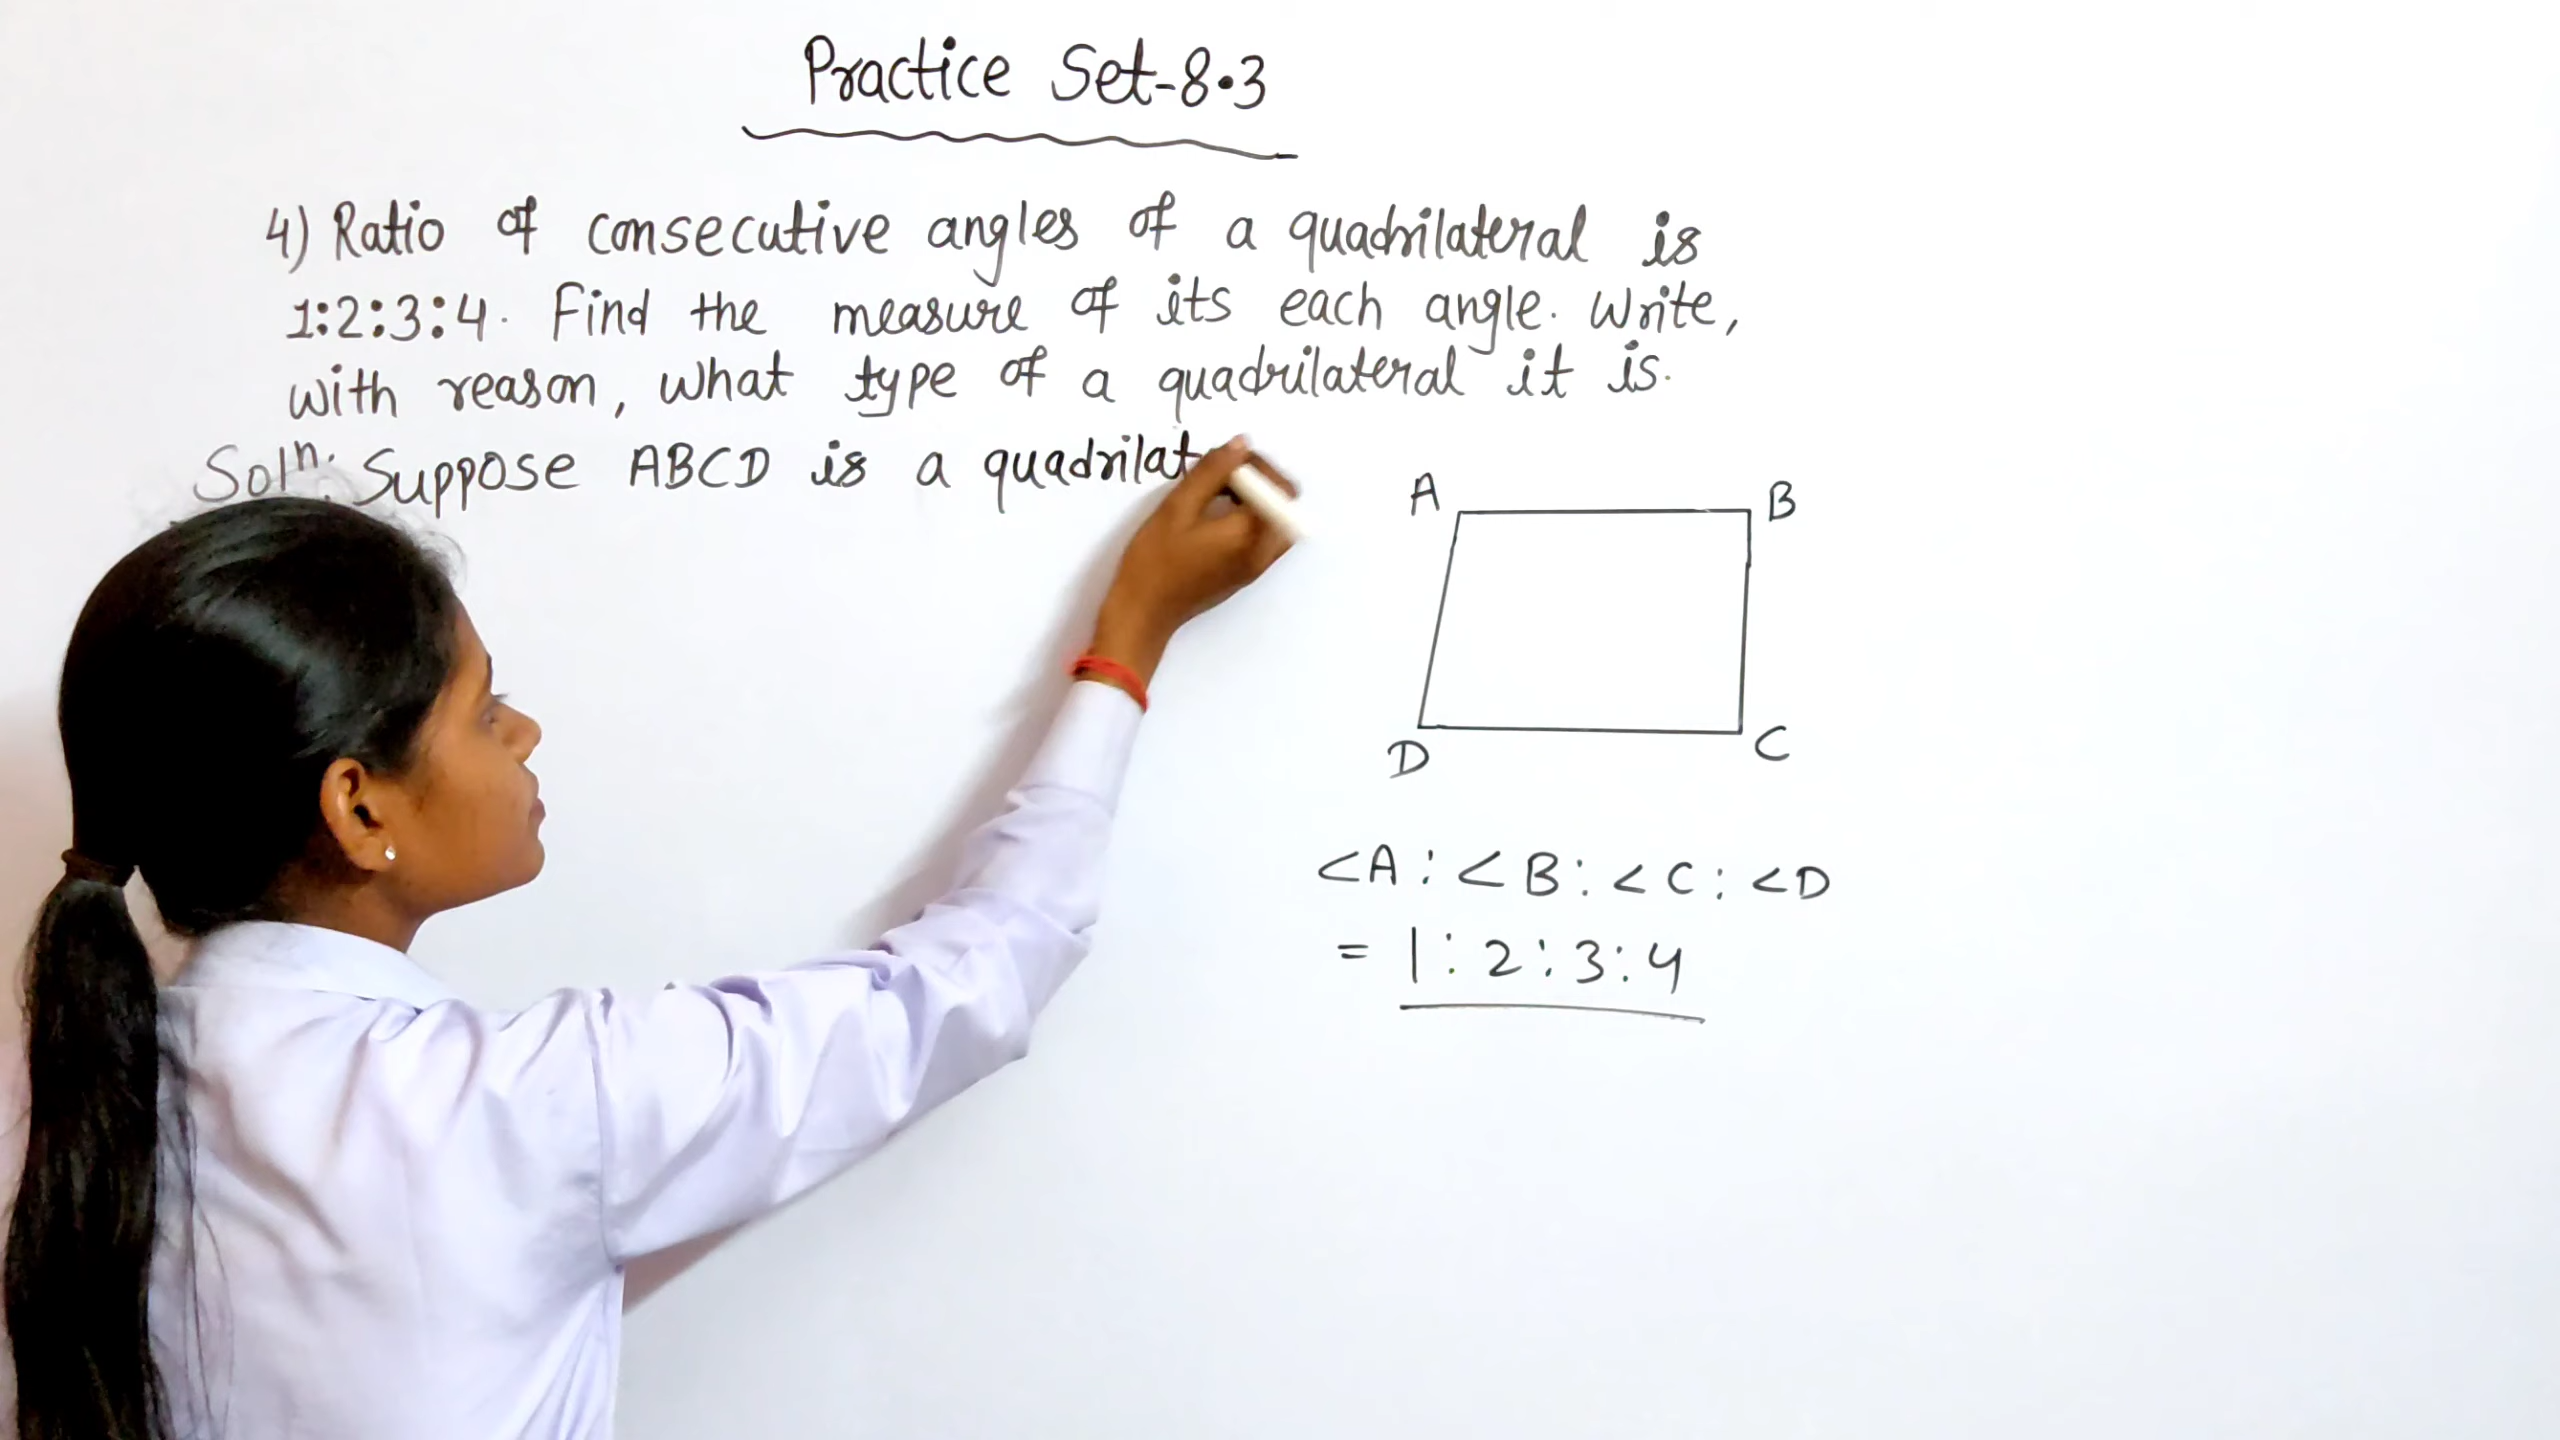 Practice Set-8.3
4) Ratio of consecutive angles of a quadrilateral is
1:2:3:4. Find the measure of its each angle. Write,
with reason, what type of a quadrilateral it is.
Solⁿ: Suppose ABCD is a quadrilat
A B
D C
<A : <B : <C : <D
= 1 : 2 : 3 : 4